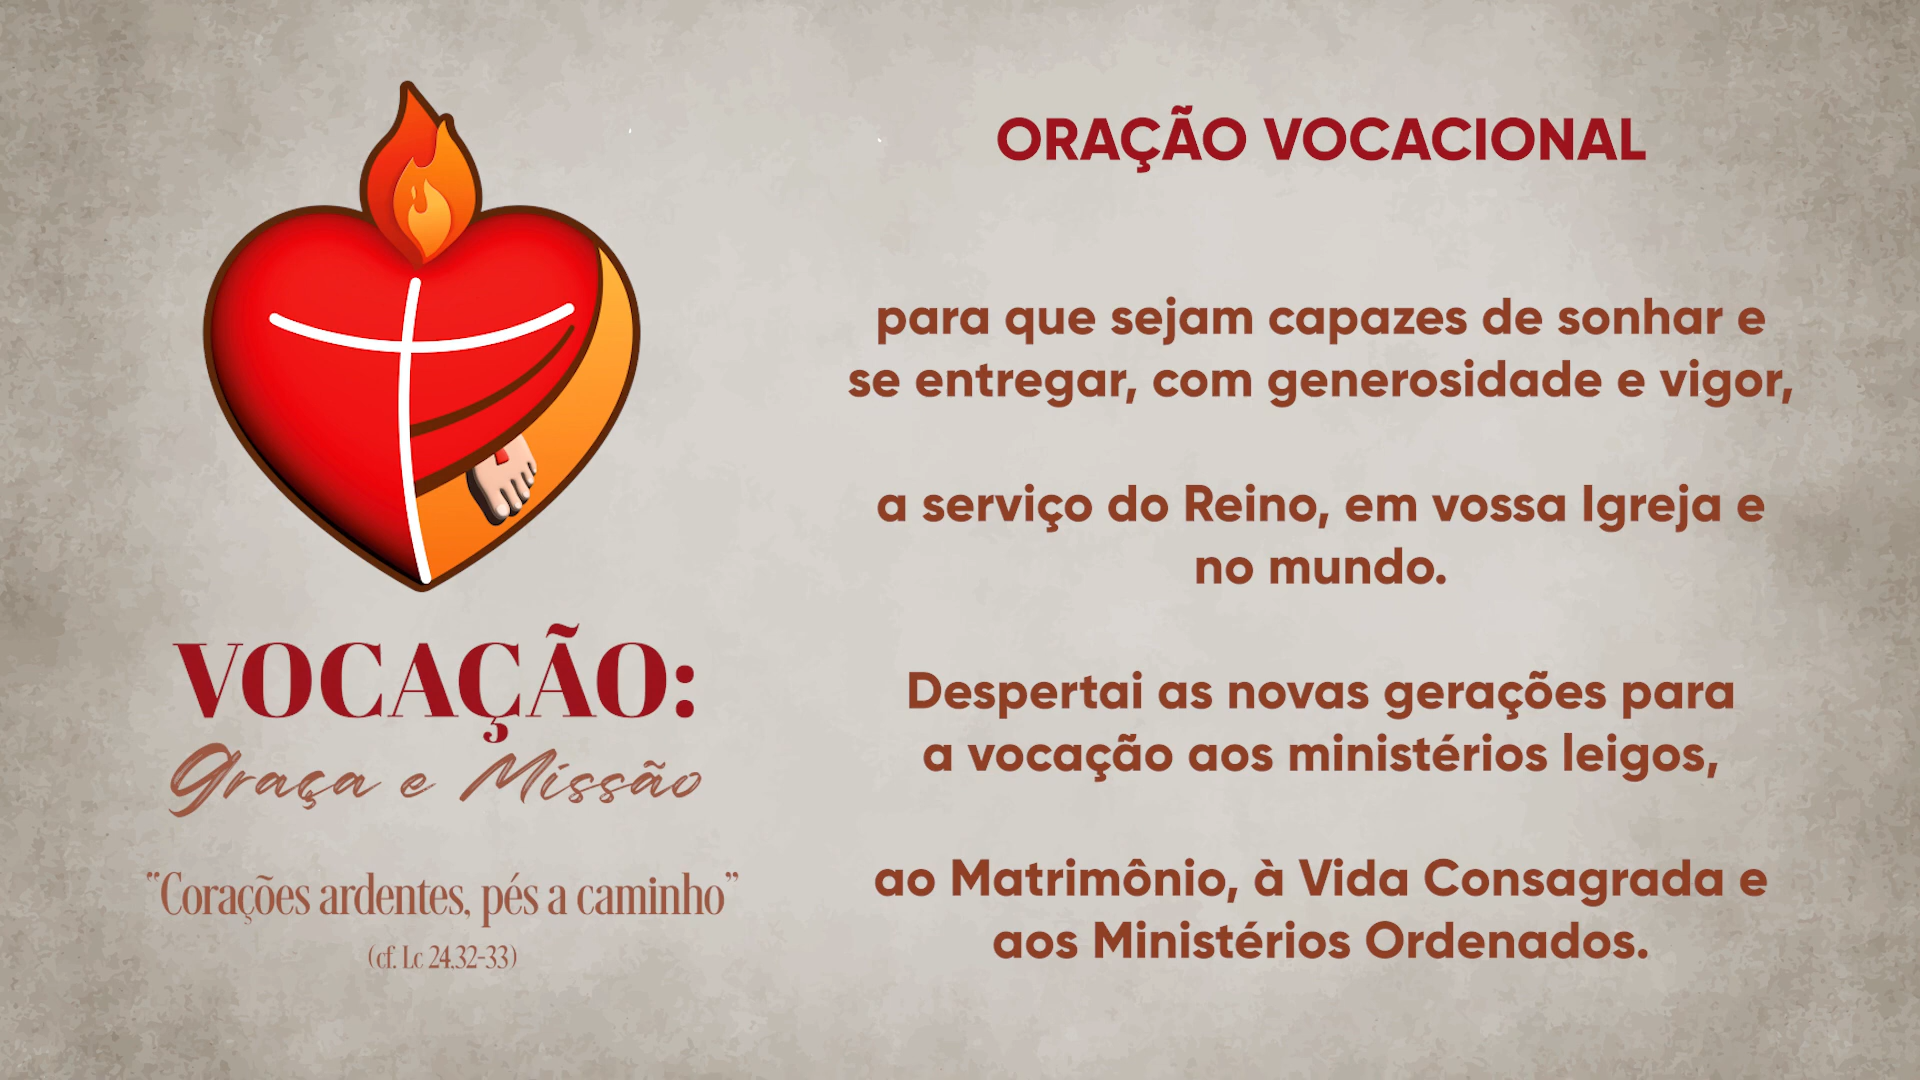 VOCAÇÃO:
Graça e Missão
“Corações ardentes, pés a caminho”
(cf. Lc 24,32-33)
ORAÇÃO VOCACIONAL
para que sejam capazes de sonhar e
se entregar, com generosidade e vigor,
a serviço do Reino, em vossa Igreja e
no mundo.
Despertai as novas gerações para
a vocação aos ministérios leigos,
ao Matrimônio, à Vida Consagrada e
aos Ministérios Ordenados.